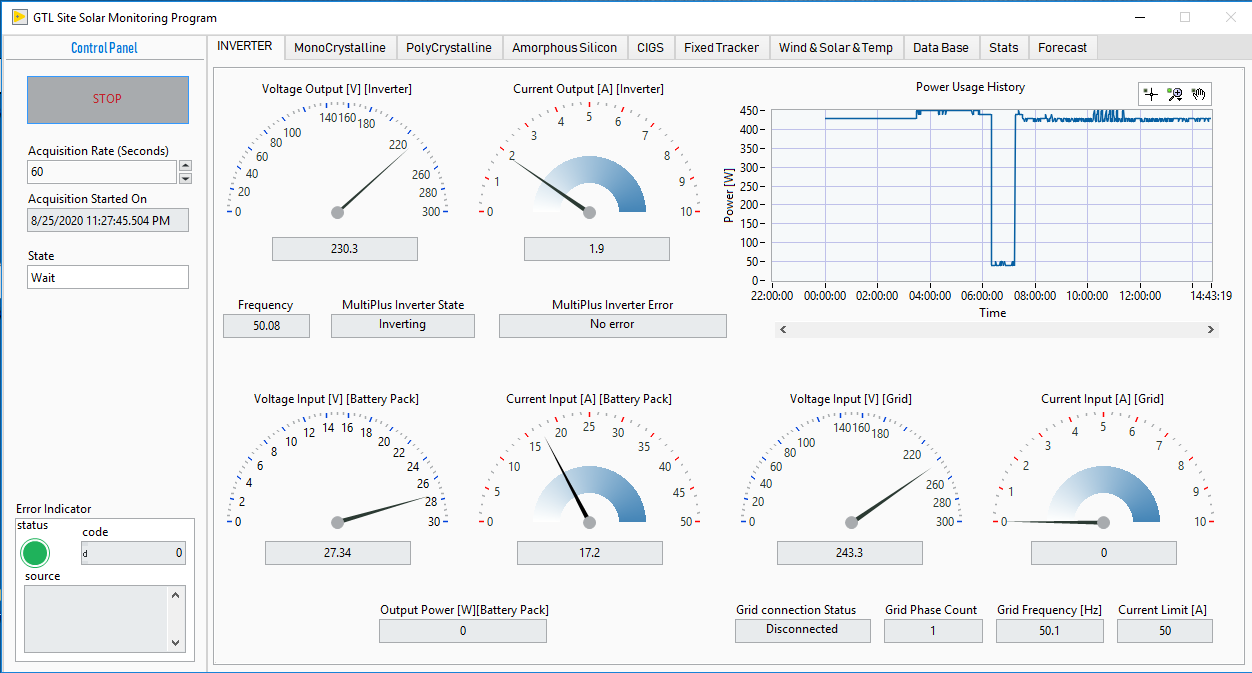 GTL Site Solar Monitoring Program
Control Panel
STOP
Acquisition Rate (Seconds)
60
Acquisition Started On
8/25/2020 11:27:45.504 PM
State
Wait
Error Indicator
status
code
d 0
source
INVERTER MonoCrystalline PolyCrystalline Amorphous Silicon CIGS Fixed Tracker Wind & Solar & Temp Data Base Stats Forecast
Voltage Output [V] [Inverter]
0 20 40 60 80 100 140 160 180 220 260 280 300
230.3
Current Output [A] [Inverter]
0 1 2 3 4 5 6 7 8 9 10
1.9
Power Usage History
Power [W]
450
400
350
300
250
200
150
100
50
0
22:00:00 00:00:00 02:00:00 04:00:00 06:00:00 08:00:00 10:00:00 12:00:00 14:43:19
Time
Frequency
50.08
MultiPlus Inverter State
Inverting
MultiPlus Inverter Error
No error
Voltage Input [V] [Battery Pack]
0 2 4 6 8 10 12 14 16 18 20 22 24 26 28 30
27.34
Current Input [A] [Battery Pack]
0 5 10 15 20 25 30 35 40 45 50
17.2
Voltage Input [V] [Grid]
0 20 40 60 80 100 140 160 180 220 260 280 300
243.3
Current Input [A] [Grid]
0 1 2 3 4 5 6 7 8 9 10
0
Output Power [W][Battery Pack]
0
Grid connection Status
Disconnected
Grid Phase Count
1
Grid Frequency [Hz]
50.1
Current Limit [A]
50